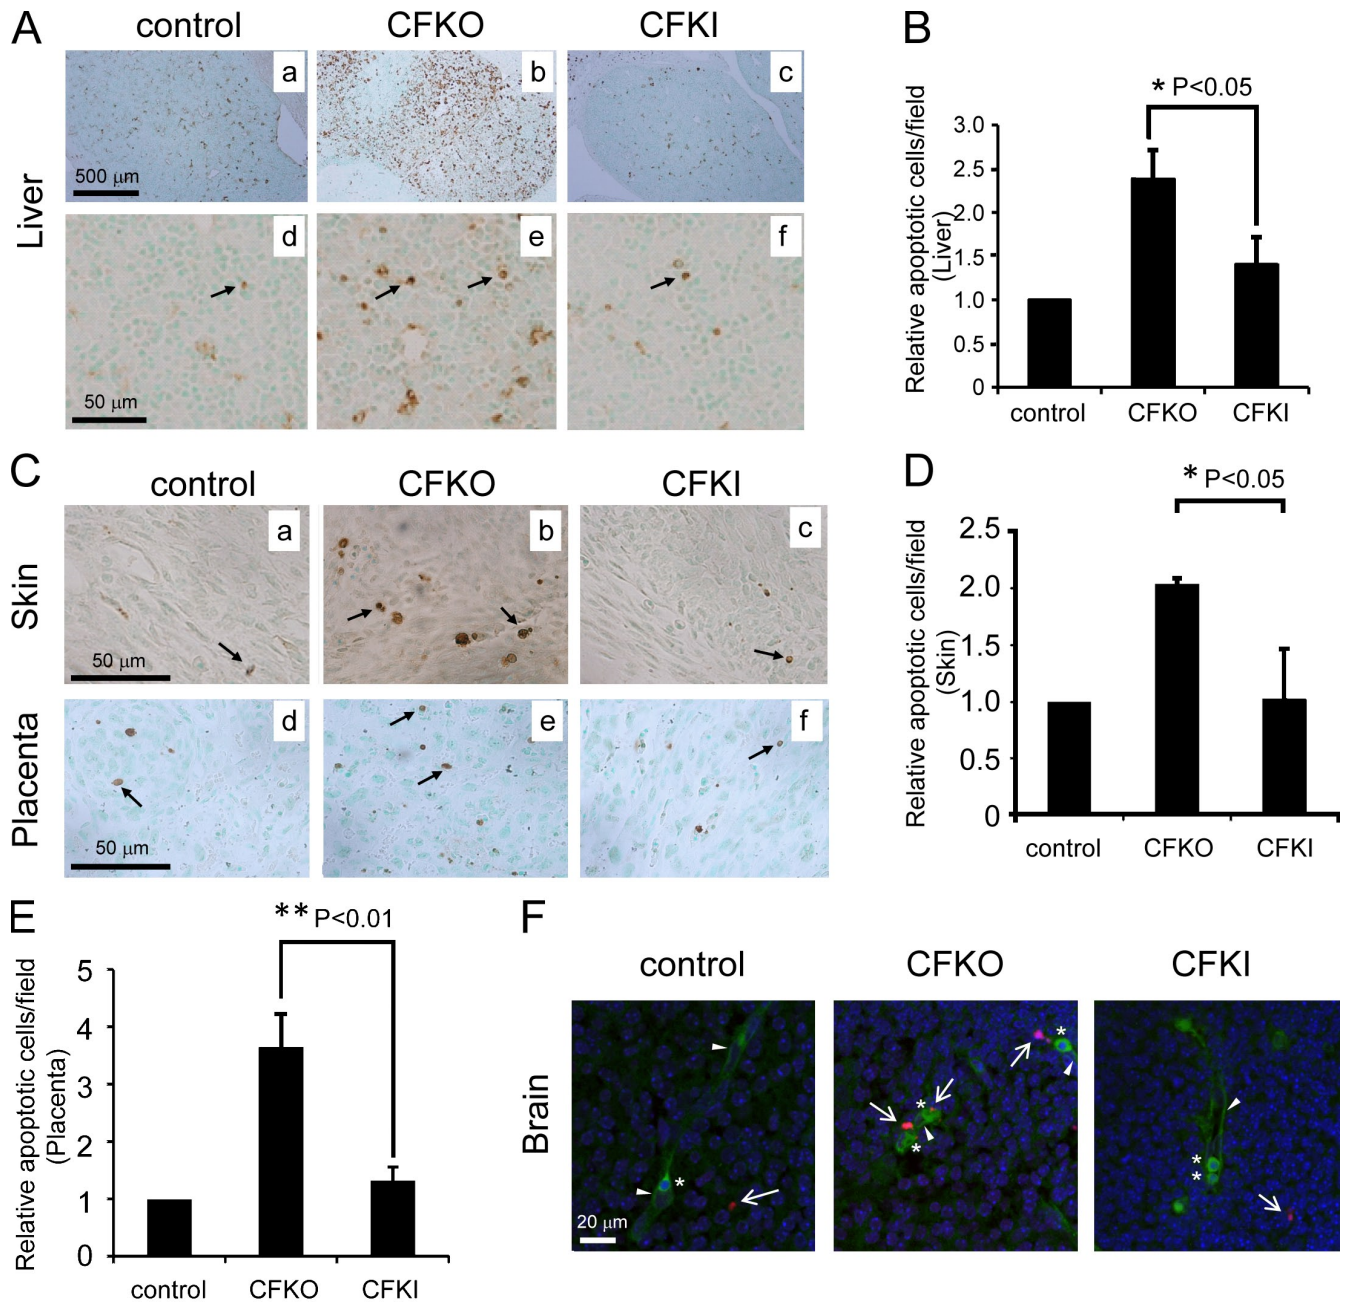 A
control CFKO CFKI
Liver
a b c
500 µm
d e f
50 µm
B
* P<0.05
Relative apoptotic cells/field
(Liver)
3.0
2.5
2.0
1.5
1.0
0.5
0
control CFKO CFKI
C
control CFKO CFKI
Skin
a b c
50 µm
Placenta
d e f
50 µm
D
* P<0.05
Relative apoptotic cells/field
(Skin)
2.5
2.0
1.5
1.0
0.5
0
control CFKO CFKI
E
** P<0.01
Relative apoptotic cells/field
(Placenta)
5
4
3
2
1
0
control CFKO CFKI
F
control CFKO CFKI
Brain
* * * * * *
20 µm